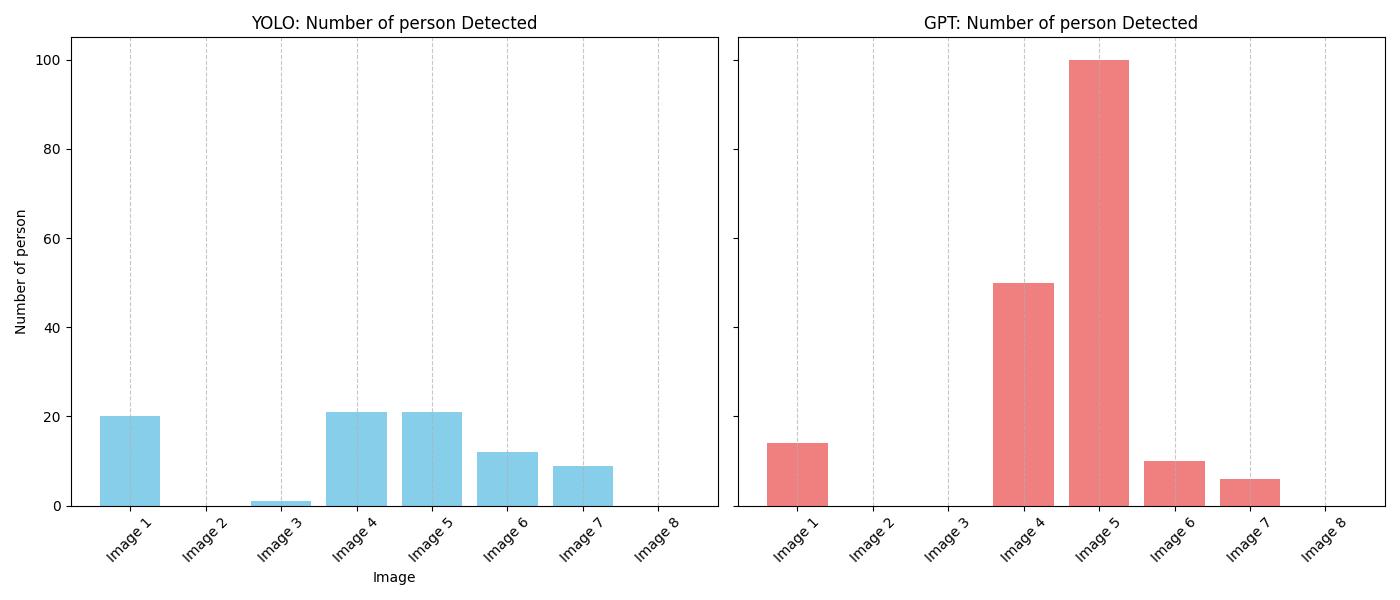 YOLO: Number of person Detected
Number of person
100
80
60
40
20
0
Image 1
Image 2
Image 3
Image 4
Image 5
Image 6
Image 7
Image 8
Image
GPT: Number of person Detected
Image 1
Image 2
Image 3
Image 4
Image 5
Image 6
Image 7
Image 8